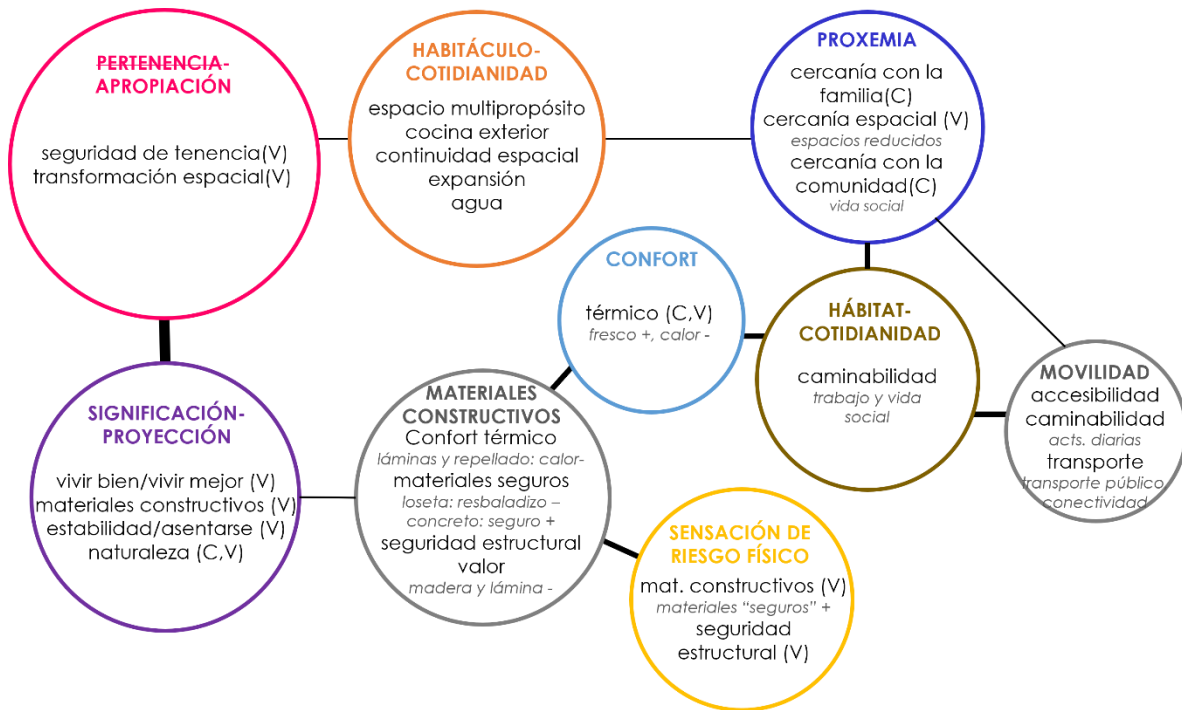 PERTENENCIA-
APROPIACIÓN
seguridad de tenencia(V)
transformación espacial(V)
HABITÁCULO-
COTIDIANIDAD
espacio multipropósito
cocina exterior
continuidad espacial
expansión
agua
PROXEMIA
cercanía con la
familia(C)
cercanía espacial (V)
espacios reducidos
cercanía con la
comunidad(C)
vida social
CONFORT
térmico (C,V)
fresco +, calor -
HÁBITAT-
COTIDIANIDAD
caminabilidad
trabajo y vida
social
MOVILIDAD
accesibilidad
caminabilidad
acts. diarias
transporte
transporte público,
conectividad
SIGNIFICACIÓN-
PROYECCIÓN
vivir bien/vivir mejor (V)
materiales constructivos (V)
estabilidad/asentarse (V)
naturaleza (C,V)
MATERIALES
CONSTRUCTIVOS
Confort térmico
láminas y repellado: calor-
materiales seguros
loseta: resbaladizo –
concreto: seguro +
seguridad estructural
valor
madera y lámina -
SENSACIÓN DE
RIESGO FÍSICO
mat. constructivos (V)
materiales “seguros” +
seguridad
estructural (V)